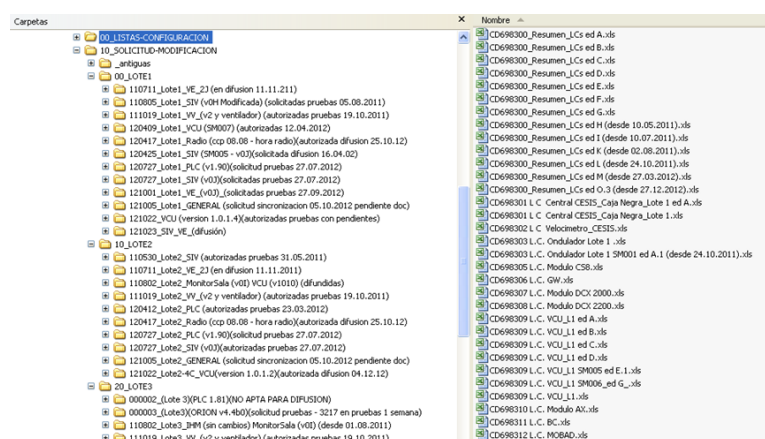 Carpetas
00_LISTAS-CONFIGURACION
10_SOLICITUD-MODIFICACION
_antiguas
00_LOTE1
110711_Lote1_VE_2J (en difusion 11.11.211)
110805_Lote1_SIV (v0H Modificada) (solicitadas pruebas 05.08.2011)
111019_Lote1_VV_(v2 y ventilador) (autorizadas pruebas 19.10.2011)
120409_Lote1_VCU (SM007) (autorizadas 12.04.2012)
120417_Lote1_Radio (ccp 08.08 - hora radio)(autorizada difusion 25.10.12)
120425_Lote1_SIV (SM005 - v0J)(solicitada difusion 16.04.02)
120727_Lote1_PLC (v1.90)(solicitud pruebas 27.07.2012)
120727_Lote1_SIV (v0J)(solicitadas pruebas 27.07.2012)
121001_Lote1_VE_(v0J)_(solicitadas pruebas 27.09.2012)
121005_Lote1_GENERAL (solicitud sincronizacion 05.10.2012 pendiente doc)
121022_VCU (version 1.0.1.4)(autorizadas pruebas con pendientes)
121023_SIV_VE_(difusión)
10_LOTE2
110530_Lote2_SIV (autorizadas pruebas 31.05.2011)
110711_Lote2_VE_2J (en difusion 11.11.2011)
110802_Lote2_MonitorSala (v0I) VCU (v1010) (difundidas)
111019_Lote2_VV_(v2 y ventilador) (autorizadas pruebas 19.10.2011)
120412_Lote2_PLC (autorizadas pruebas 23.03.2012)
120417_Lote2_Radio (ccp 08.08 - hora radio)(autorizada difusion 25.10.12)
120727_Lote2_PLC (v1.90)(solicitud pruebas 27.07.2012)
120727_Lote2_SIV (v0J)(autorizadas pruebas 27.07.2012)
121005_Lote2_GENERAL (solicitud sincronizacion 05.10.2012 pendiente doc)
121022_Lote2-4C_VCU(version 1.0.1.2)(autorizada difusion 04.12.12)
20_LOTE3
000002_(Lote 3)(PLC 1.81)(NO APTA PARA DIFUSION)
000003_(Lote3)(ORION v4.4b0)(solicitud pruebas - 3217 en pruebas 1 semana)
110802_Lote3_IHM (sin cambios) MonitorSala (v0I) (desde 01.08.2011)
111019_Lote3_VV_(v2 y ventilador) (autorizadas pruebas 19.10.2011)
Nombre
CD698300_Resumen_LCs ed A.xls
CD698300_Resumen_LCs ed B.xls
CD698300_Resumen_LCs ed C.xls
CD698300_Resumen_LCs ed D.xls
CD698300_Resumen_LCs ed E.xls
CD698300_Resumen_LCs ed F.xls
CD698300_Resumen_LCs ed G.xls
CD698300_Resumen_LCs ed H (desde 10.05.2011).xls
CD698300_Resumen_LCs ed I (desde 10.07.2011).xls
CD698300_Resumen_LCs ed K (desde 02.08.2011).xls
CD698300_Resumen_LCs ed L (desde 24.10.2011).xls
CD698300_Resumen_LCs ed M (desde 27.03.2012).xls
CD698300_Resumen_LCs ed O.3 (desde 27.12.2012).xls
CD698301 L C Central CESIS_Caja Negra_Lote 1 ed A.xls
CD698301 L C Central CESIS_Caja Negra_Lote 1.xls
CD698302 L C Velocimetro_CESIS.xls
CD698303 L.C. Ondulador Lote 1 .xls
CD698303 L.C. Ondulador Lote 1 SM001 ed A.1 (desde 24.10.2011).xls
CD698305 L.C. Modulo CS8.xls
CD698306 L.C. GW.xls
CD698307 L.C. Modulo DCX 2000.xls
CD698308 L.C. Modulo DCX 2200.xls
CD698309 L.C. VCU_L1 ed A.xls
CD698309 L.C. VCU_L1 ed B.xls
CD698309 L.C. VCU_L1 ed C.xls
CD698309 L.C. VCU_L1 ed D.xls
CD698309 L.C. VCU_L1 SM005 ed E.1.xls
CD698309 L.C. VCU_L1 SM006_ed G_.xls
CD698309 L.C. VCU_L1.xls
CD698310 L.C. Modulo AX.xls
CD698311 L.C. BC.xls
CD698312 L.C. MOBAD.xls